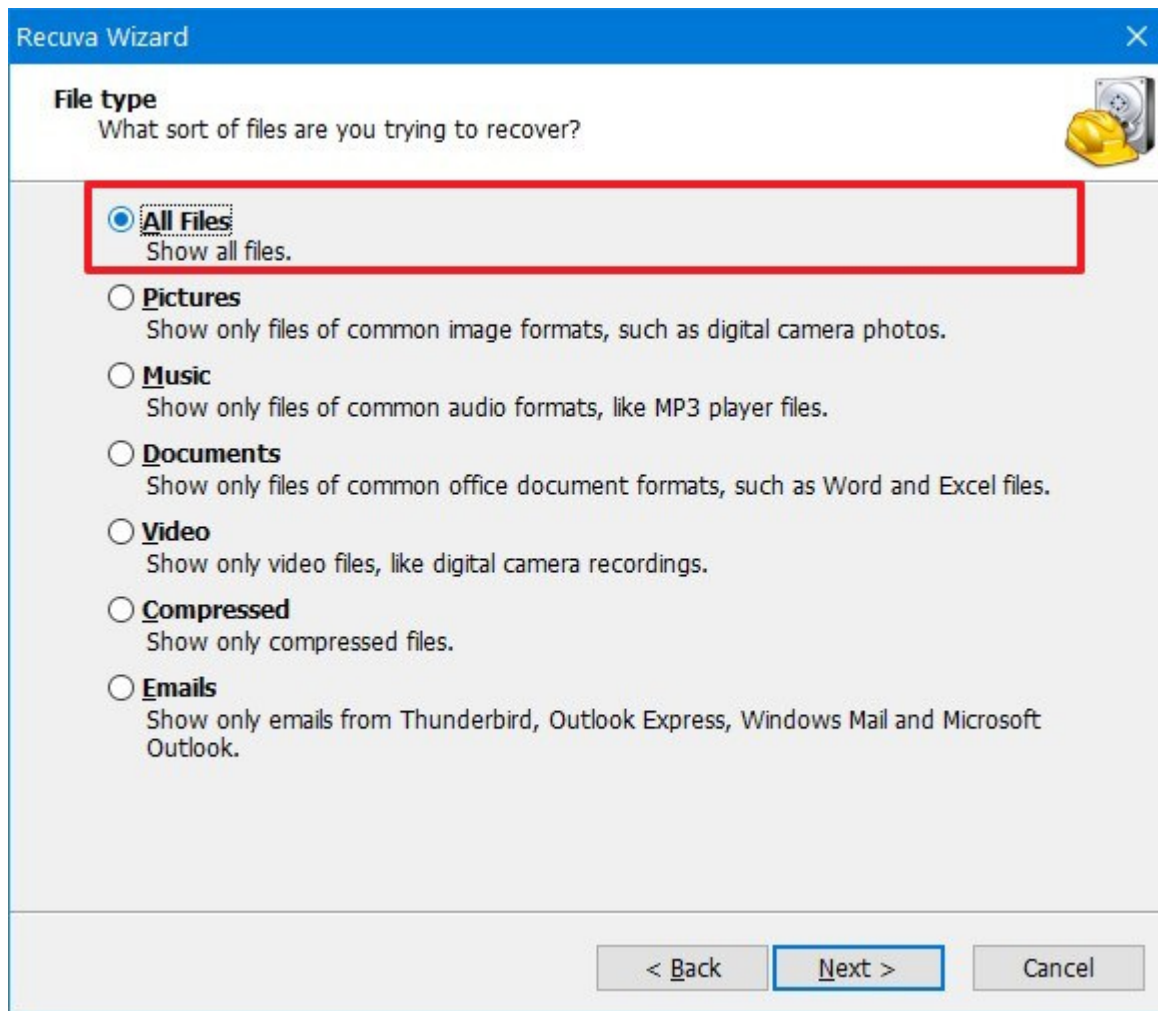 Recuva Wizard
File type
What sort of files are you trying to recover?
All Files
Show all files.
Pictures
Show only files of common image formats, such as digital camera photos.
Music
Show only files of common audio formats, like MP3 player files.
Documents
Show only files of common office document formats, such as Word and Excel files.
Video
Show only video files, like digital camera recordings.
Compressed
Show only compressed files.
Emails
Show only emails from Thunderbird, Outlook Express, Windows Mail and Microsoft
Outlook.
< Back
Next >
Cancel